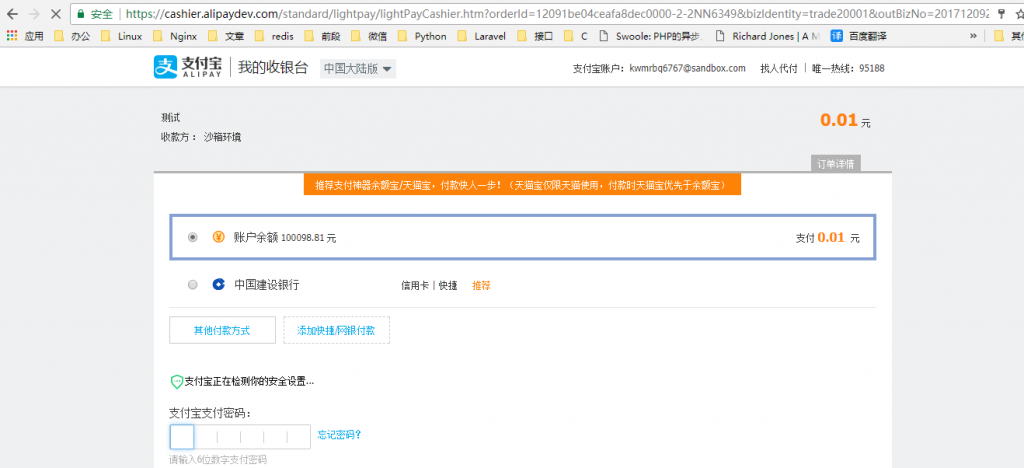 安全 https://cashier.alipaydev.com/standard/lightpay/lightPayCashier.htm?orderId=12091be04ceafa8dec0000-2-2NN6349&bizIdentity=trade20001&outBizNo=201712092
应用 办公 Linux Nginx 文章 redis 前段 微信 Python Laravel 接口 C Swoole: PHP的异步 Richard Jones | A M 译 百度翻译 » 其
支 支付宝 ALIPAY 我的收银台 中国大陆版 支付宝账户：kwmrbq6767@sandbox.com 找人代付 | 唯一热线：95188
测试 0.01 元
收款方： 沙箱环境
订单详情
推荐支付神器余额宝/天猫宝，付款快人一步！（天猫宝仅限天猫使用，付款时天猫宝优先于余额宝）
账户余额 100098.81 元 支付 0.01 元
中国建设银行 信用卡 | 快捷 推荐
其他付款方式 添加快捷/网银付款
支付宝正在检测你的安全设置...
支付宝支付密码：
忘记密码?
请输入6位数字支付密码